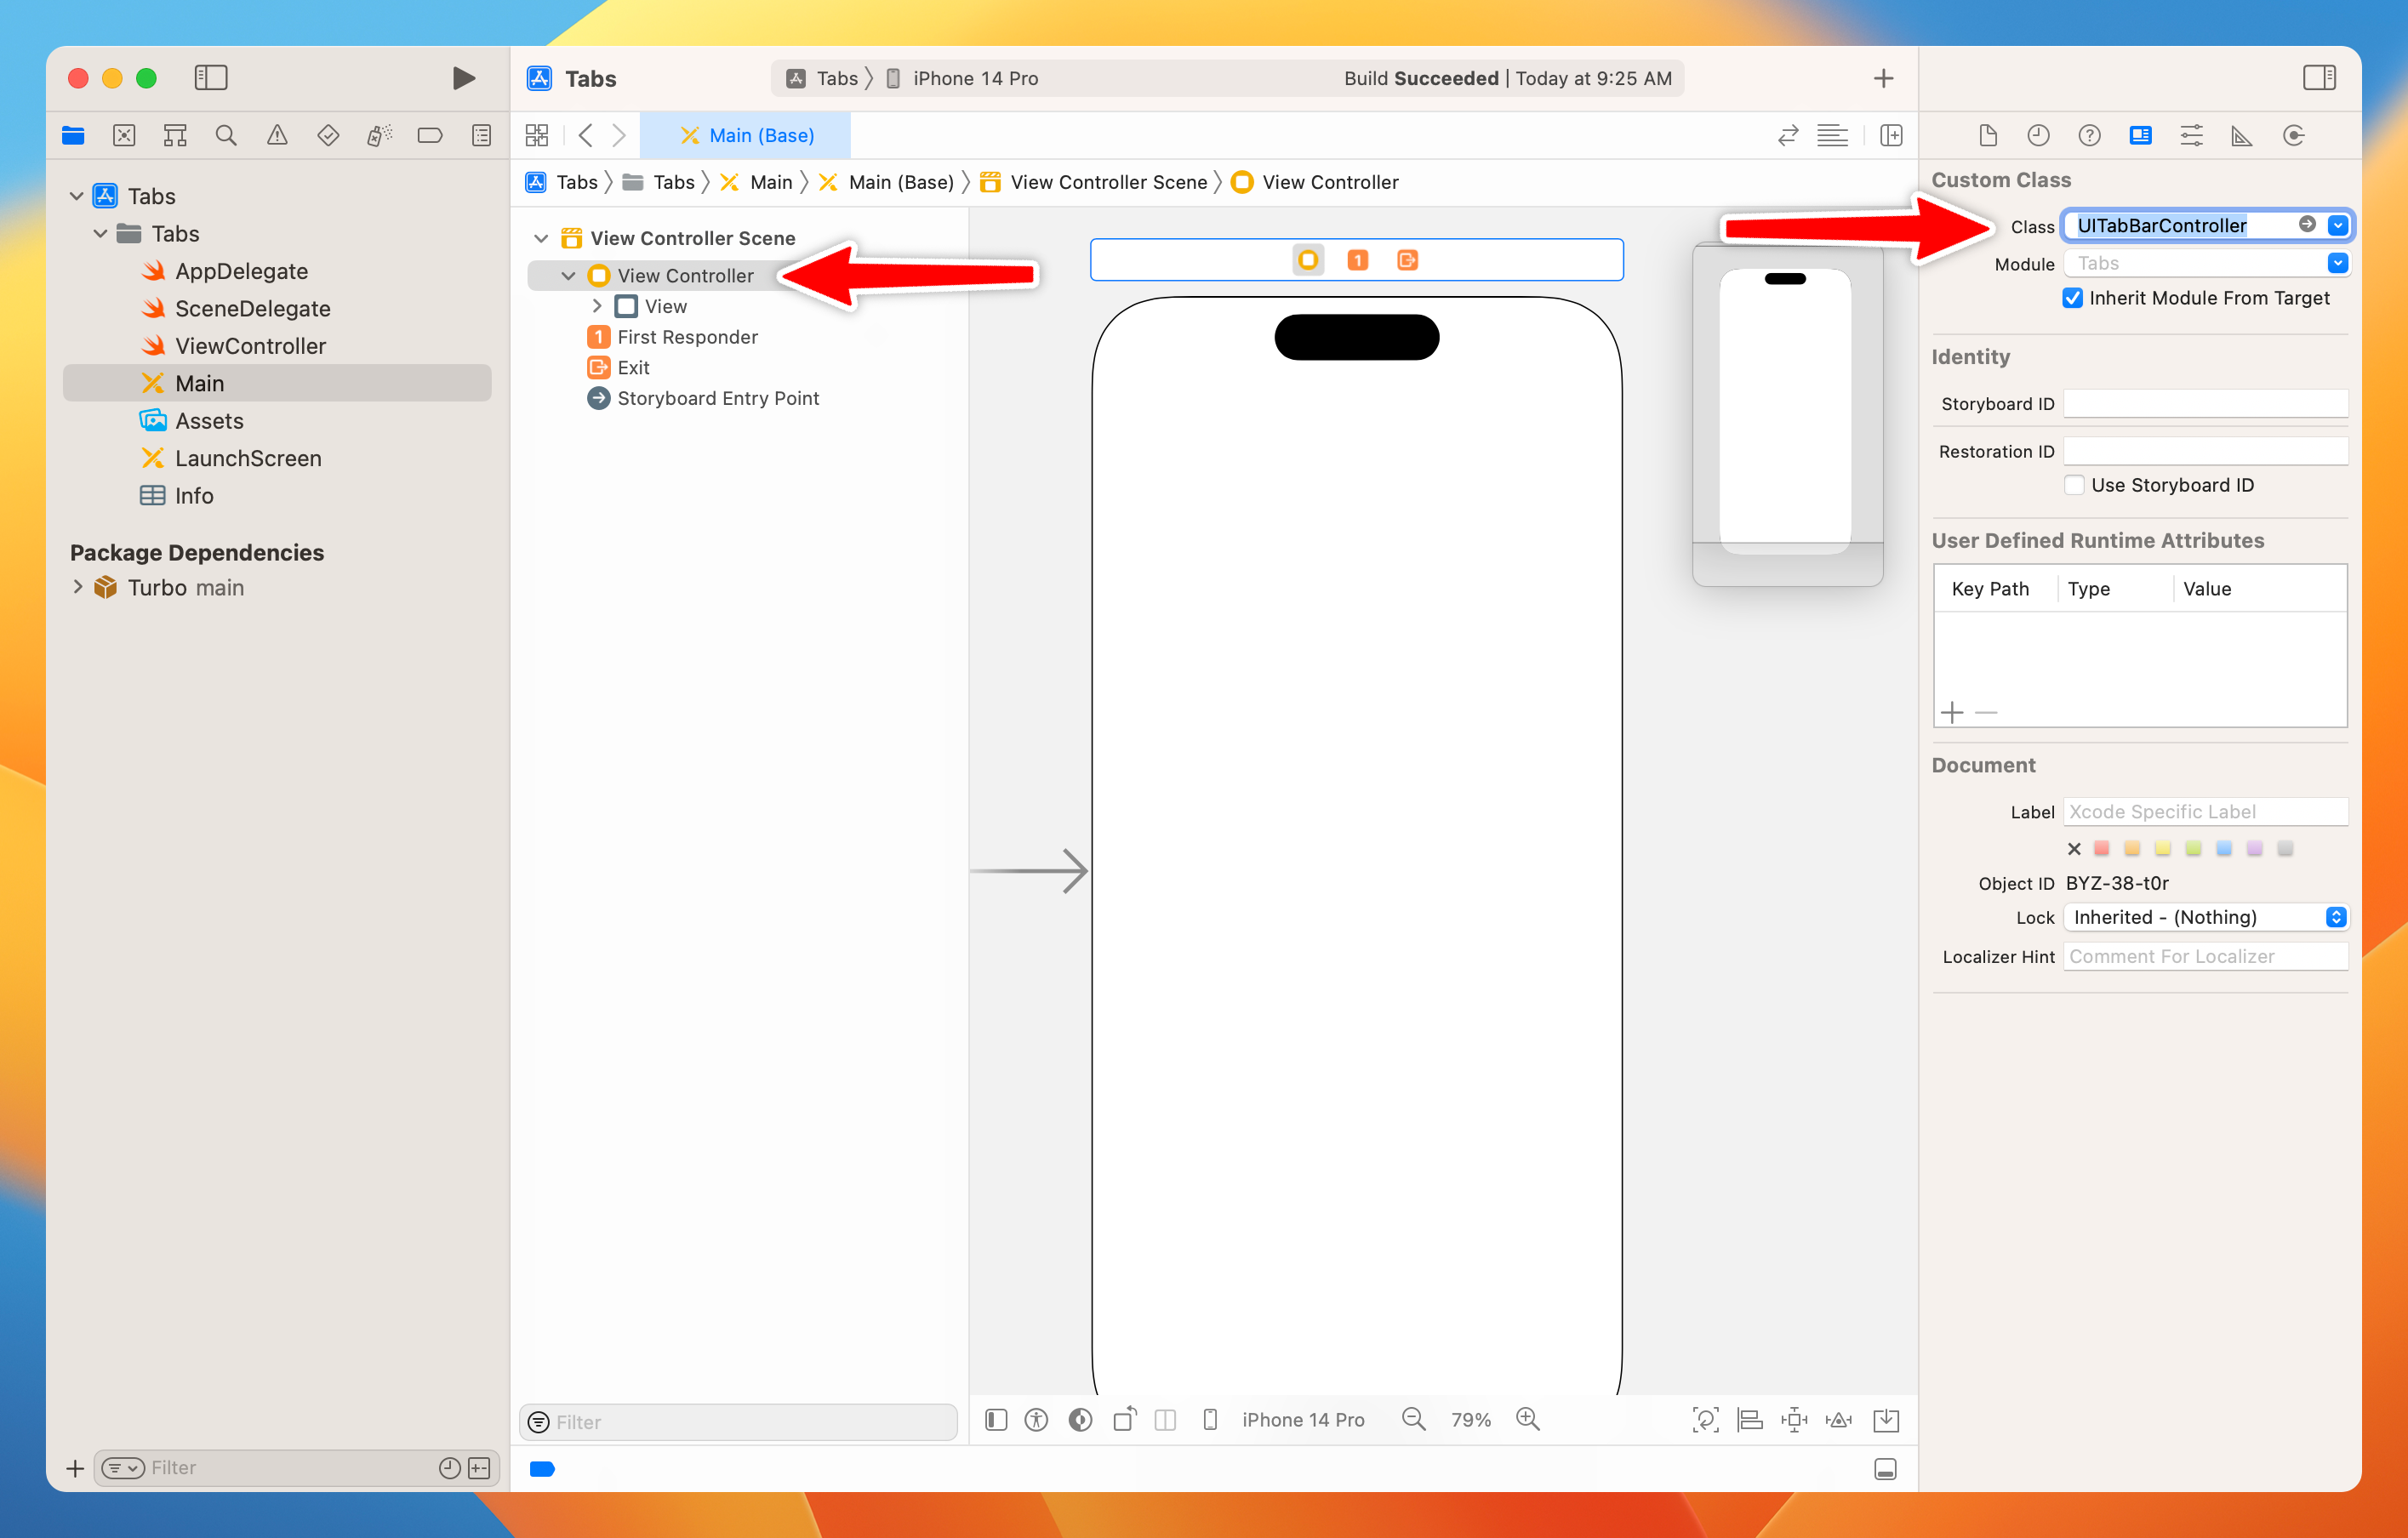 Tabs
Tabs
iPhone 14 Pro
Build Succeeded | Today at 9:25 AM
Main (Base)
Tabs
Tabs
Main
Main (Base)
View Controller Scene
View Controller
Tabs
Tabs
AppDelegate
SceneDelegate
ViewController
Main
Assets
LaunchScreen
Info
Package Dependencies
Turbo main
Filter
View Controller Scene
View Controller
View
1 First Responder
Exit
Storyboard Entry Point
Filter
1
iPhone 14 Pro
79%
Custom Class
Class UITabBarController
Module Tabs
Inherit Module From Target
Identity
Storyboard ID
Restoration ID
Use Storyboard ID
User Defined Runtime Attributes
Key Path Type Value
Document
Label Xcode Specific Label
Object ID BYZ-38-t0r
Lock Inherited - (Nothing)
Localizer Hint Comment For Localizer